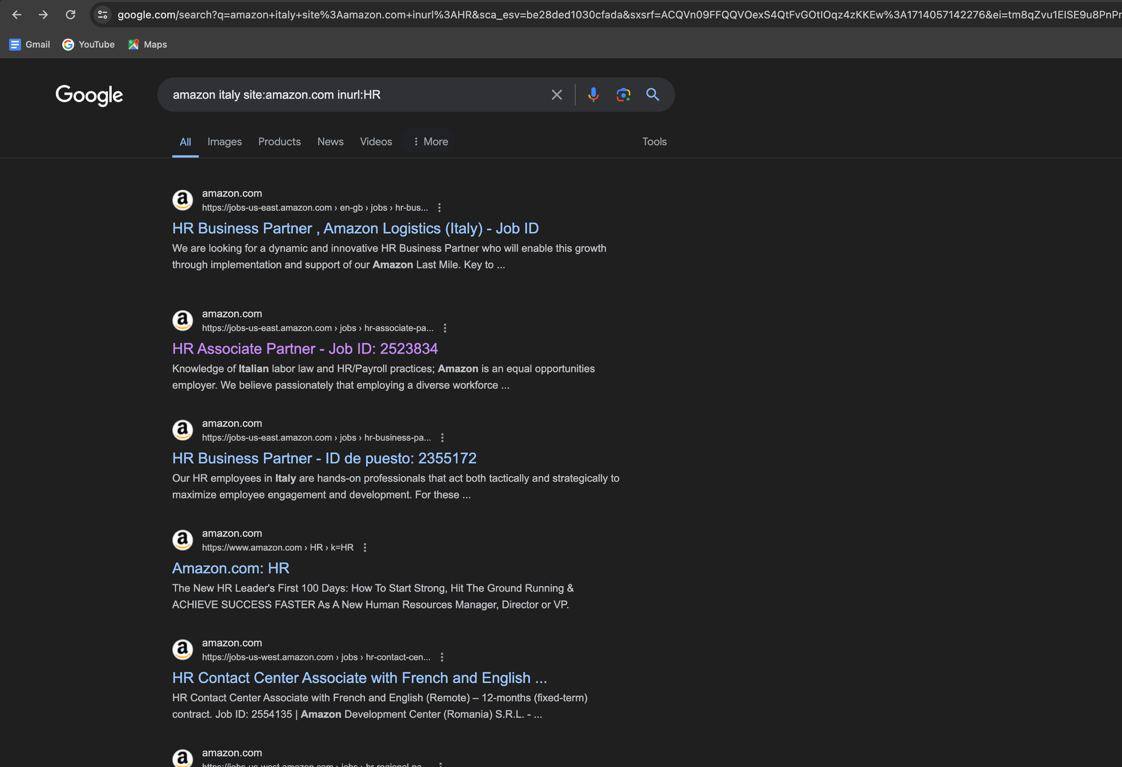 google.com/search?q=amazon+italy+site%3Aamazon.com+inurl%3AHR&sca_esv=be28ded1030cfada&sxsrf=ACQVn09FFQQVOexS4QtFvGOtIOqz4zKKEw%3A1714057142276&ei=tm8qZvu1EISE9u8PnPr
Gmail YouTube Maps
Google
amazon italy site:amazon.com inurl:HR
All Images Products News Videos More Tools
amazon.com
https://jobs-us-east.amazon.com › en-gb › jobs › hr-bus...
HR Business Partner , Amazon Logistics (Italy) - Job ID
We are looking for a dynamic and innovative HR Business Partner who will enable this growth
through implementation and support of our Amazon Last Mile. Key to ...
amazon.com
https://jobs-us-east.amazon.com › jobs › hr-associate-pa...
HR Associate Partner - Job ID: 2523834
Knowledge of Italian labor law and HR/Payroll practices; Amazon is an equal opportunities
employer. We believe passionately that employing a diverse workforce ...
amazon.com
https://jobs-us-east.amazon.com › jobs › hr-business-pa...
HR Business Partner - ID de puesto: 2355172
Our HR employees in Italy are hands-on professionals that act both tactically and strategically to
maximize employee engagement and development. For these ...
amazon.com
https://www.amazon.com › HR › k=HR
Amazon.com: HR
The New HR Leader's First 100 Days: How To Start Strong, Hit The Ground Running &
ACHIEVE SUCCESS FASTER As A New Human Resources Manager, Director or VP.
amazon.com
https://jobs-us-west.amazon.com › jobs › hr-contact-cen...
HR Contact Center Associate with French and English ...
HR Contact Center Associate with French and English (Remote) – 12-months (fixed-term)
contract. Job ID: 2554135 | Amazon Development Center (Romania) S.R.L. - ...
amazon.com
https://jobs-us-west.amazon.com › jobs › hr-regional-pa...